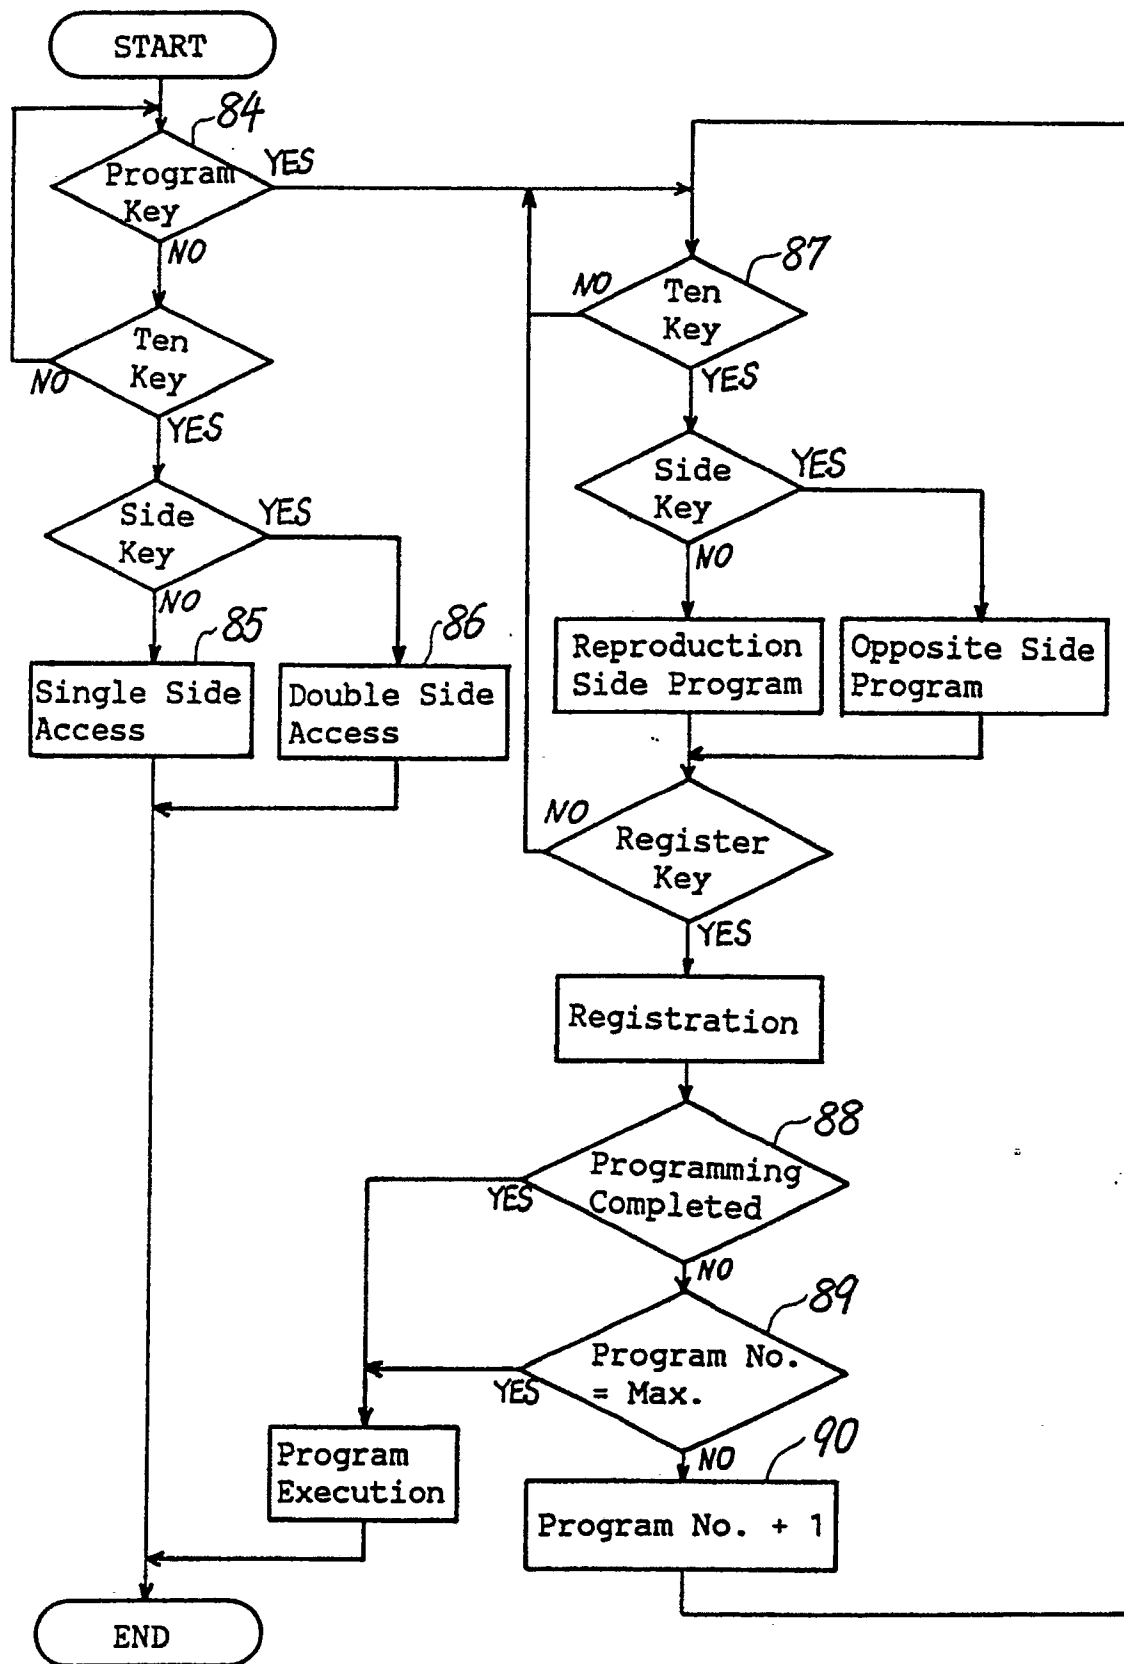 START
84
Program
Key
YES
NO
Ten
Key
NO
YES
Side
Key
YES
NO
85
Single Side
Access
86
Double Side
Access
87
Ten
Key
NO
YES
Side
Key
YES
NO
Reproduction
Side Program
Opposite Side
Program
Register
Key
NO
YES
Registration
88
Programming
Completed
YES
NO
89
Program No.
= Max.
YES
NO
Program
Execution
90
Program No. + 1
END